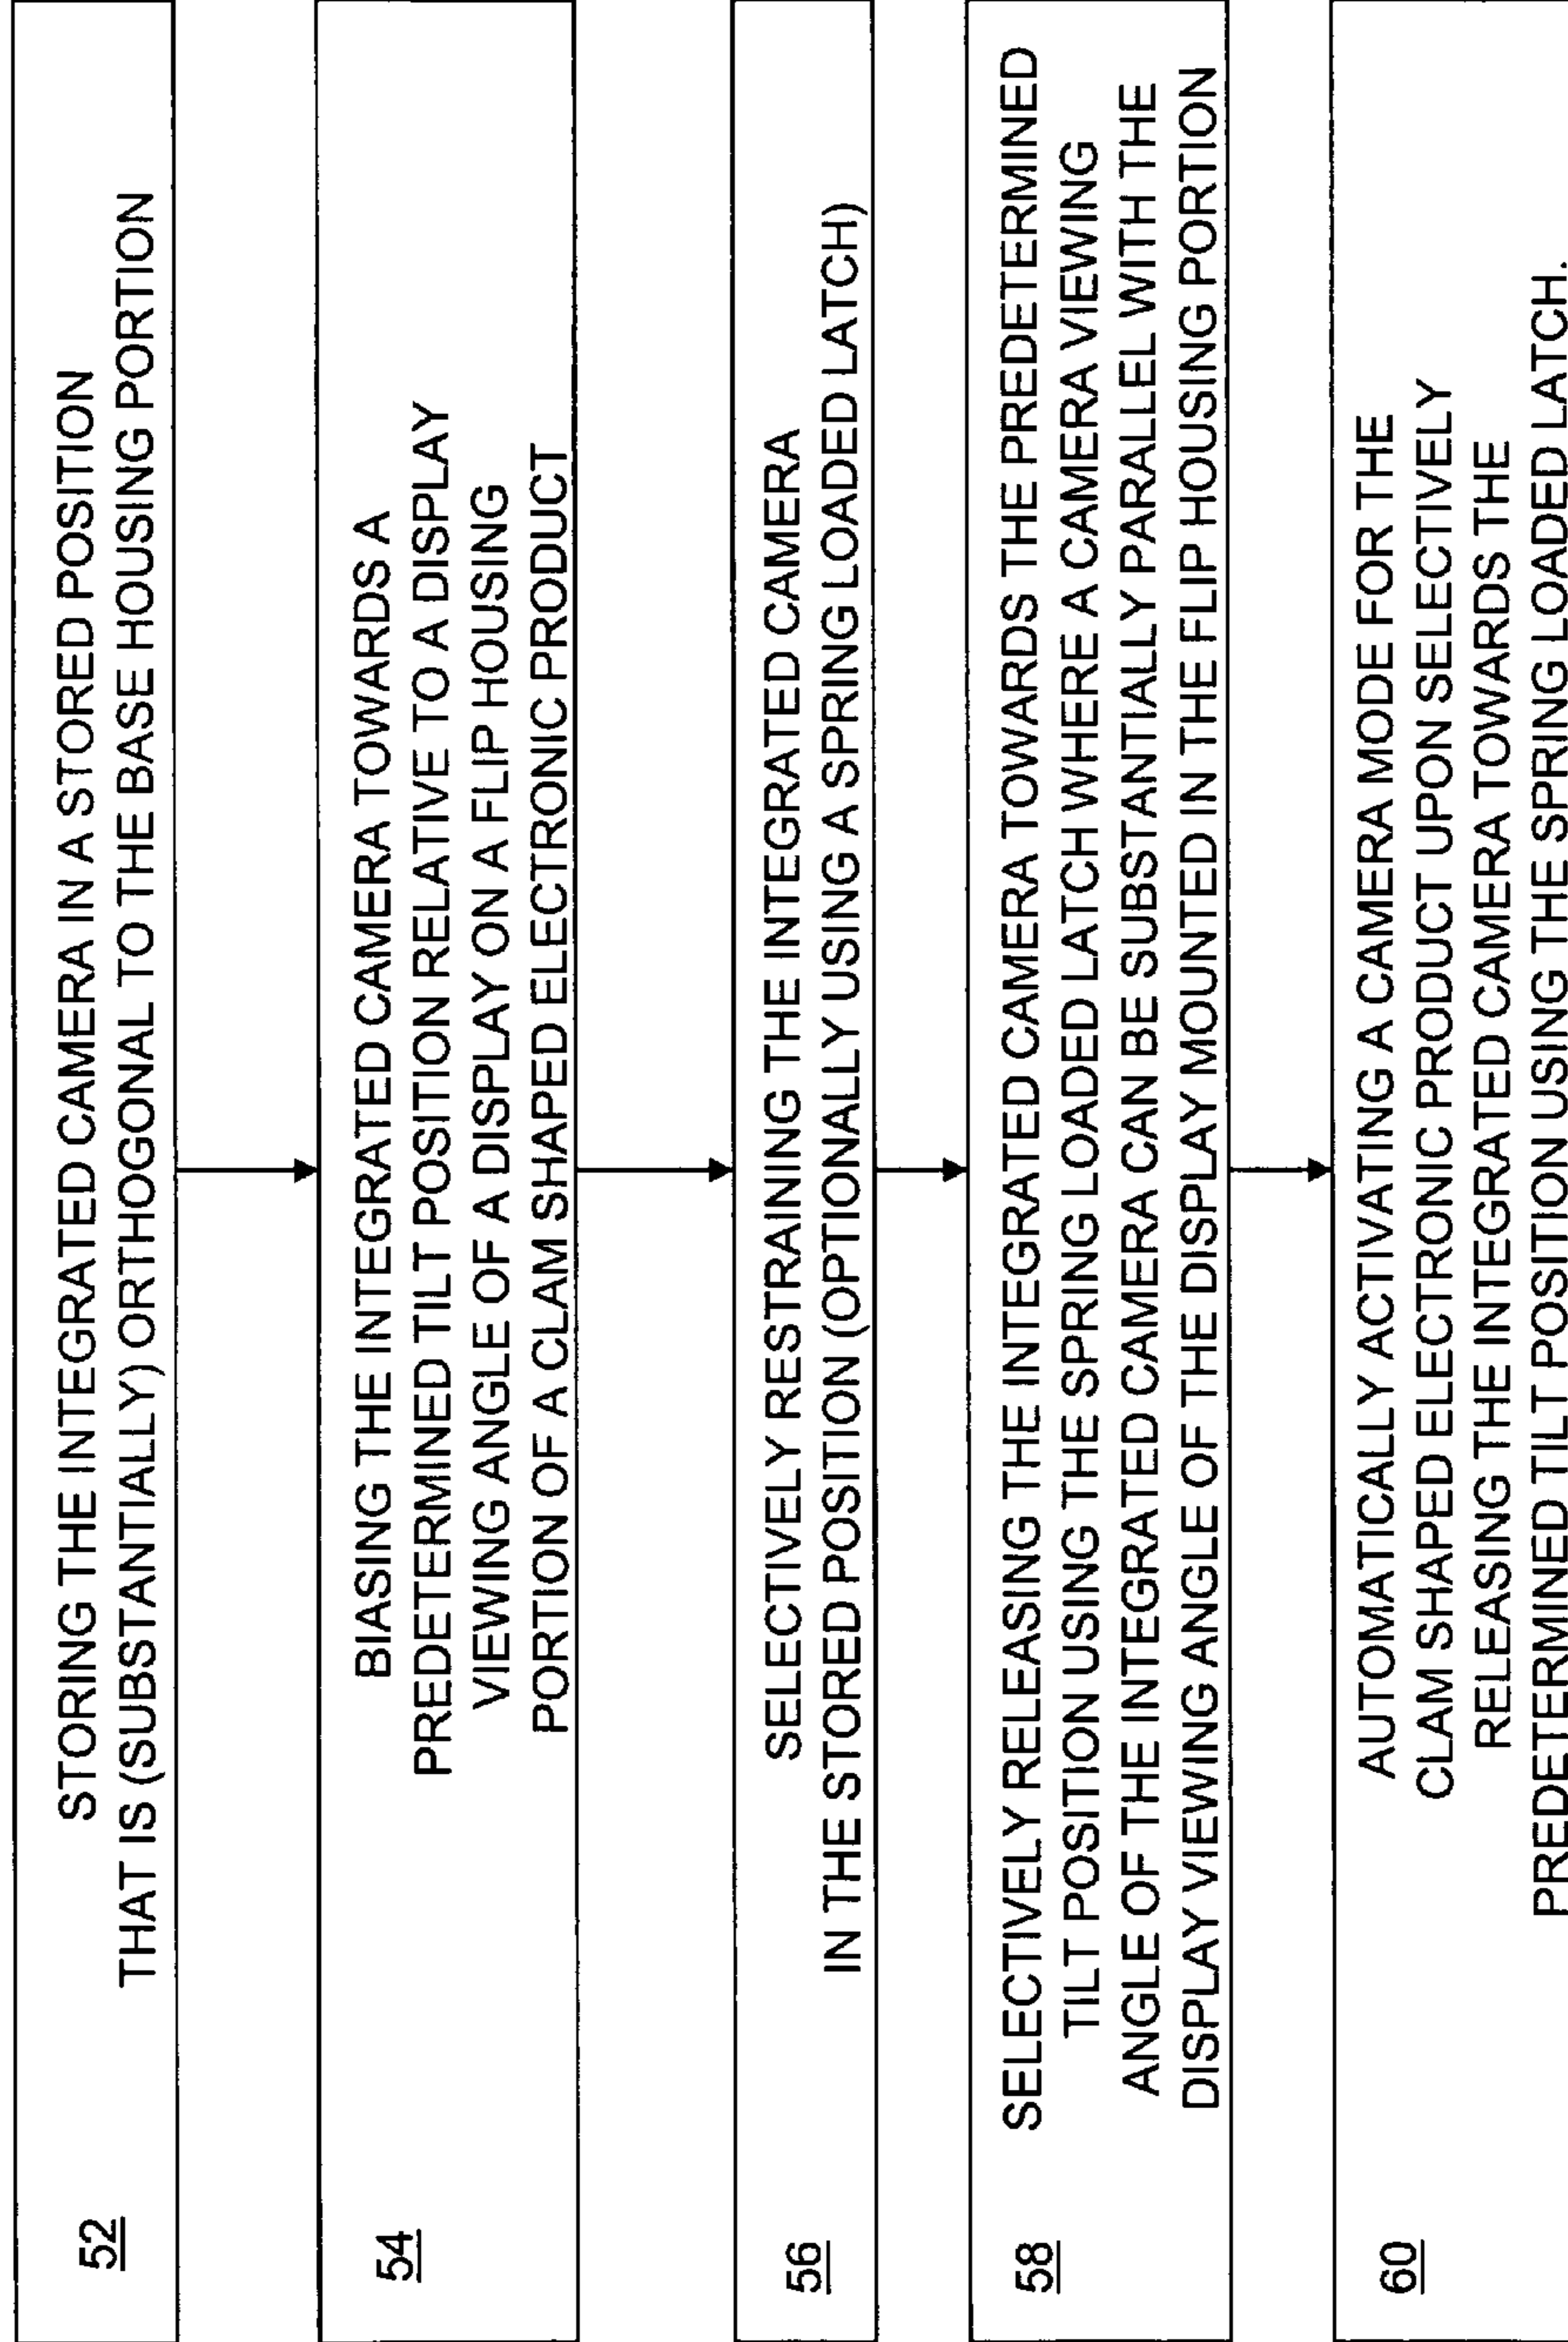 52
STORING THE INTEGRATED CAMERA IN A STORED POSITION
THAT IS (SUBSTANTIALLY) ORTHOGONAL TO THE BASE HOUSING PORTION
54
BIASING THE INTEGRATED CAMERA TOWARDS A
PREDETERMINED TILT POSITION RELATIVE TO A DISPLAY
VIEWING ANGLE OF A DISPLAY ON A FLIP HOUSING
PORTION OF A CLAM SHAPED ELECTRONIC PRODUCT
56
SELECTIVELY RESTRAINING THE INTEGRATED CAMERA
IN THE STORED POSITION (OPTIONALLY USING A SPRING LOADED LATCH)
58
SELECTIVELY RELEASING THE INTEGRATED CAMERA TOWARDS THE PREDETERMINED
TILT POSITION USING THE SPRING LOADED LATCH WHERE A CAMERA VIEWING
ANGLE OF THE INTEGRATED CAMERA CAN BE SUBSTANTIALLY PARALLEL WITH THE
DISPLAY VIEWING ANGLE OF THE DISPLAY MOUNTED IN THE FLIP HOUSING PORTION
60
AUTOMATICALLY ACTIVATING A CAMERA MODE FOR THE
CLAM SHAPED ELECTRONIC PRODUCT UPON SELECTIVELY
RELEASING THE INTEGRATED CAMERA TOWARDS THE
PREDETERMINED TILT POSITION USING THE SPRING LOADED LATCH.